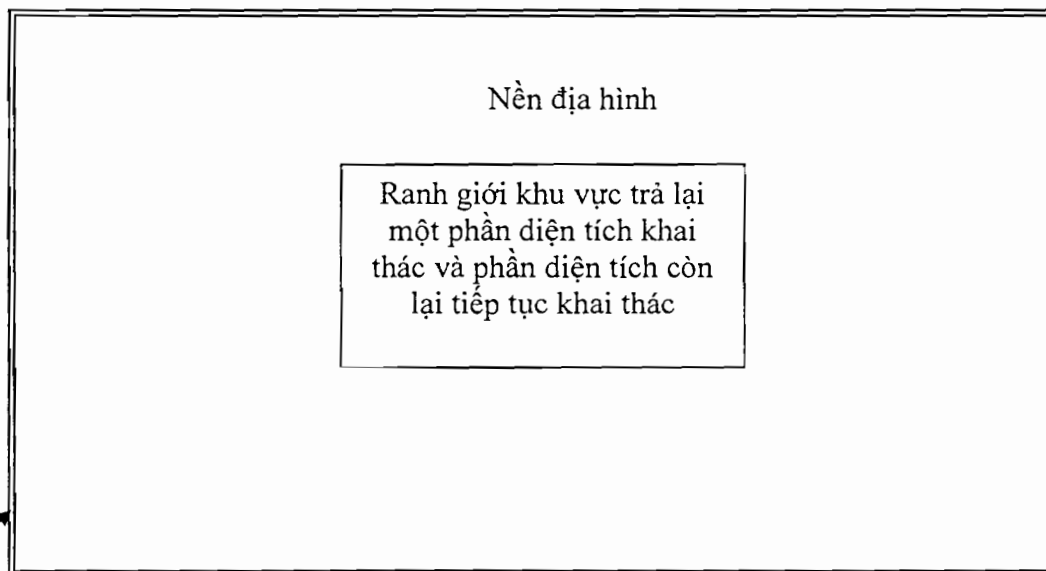 Nền địa hình
Ranh giới khu vực trả lại
một phần diện tích khai
thác và phần diện tích còn
lại tiếp tục khai thác